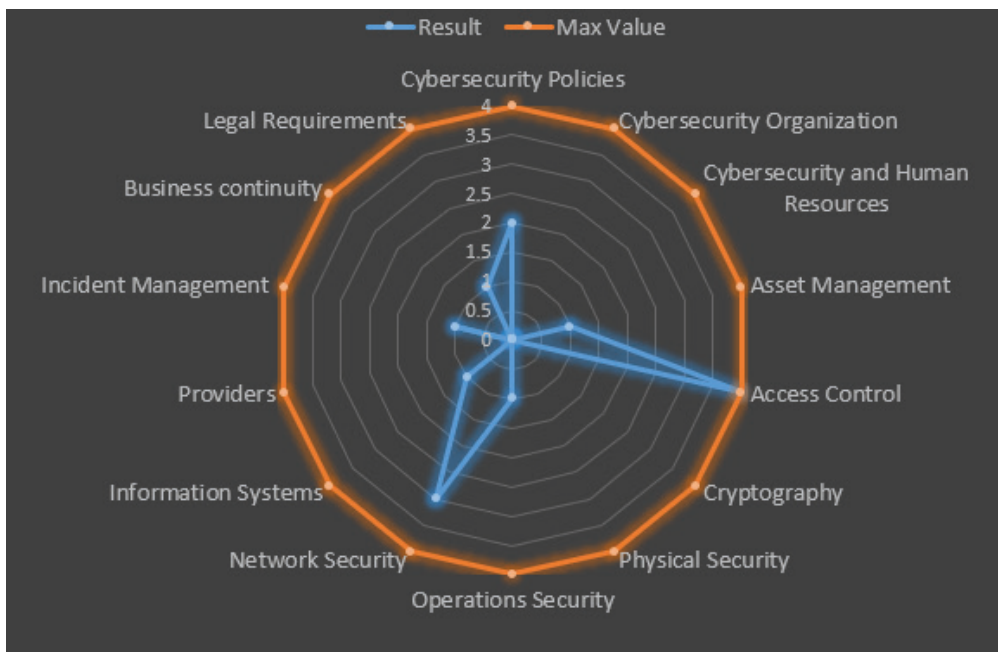 Result Max Value
Cybersecurity Policies
Legal Requirements
Cybersecurity Organization
Business continuity
Cybersecurity and Human
Resources
Incident Management
Asset Management
Providers
Access Control
Information Systems
Cryptography
Network Security
Physical Security
Operations Security
4
3.5
3
2.5
2
1.5
1
0.5
0